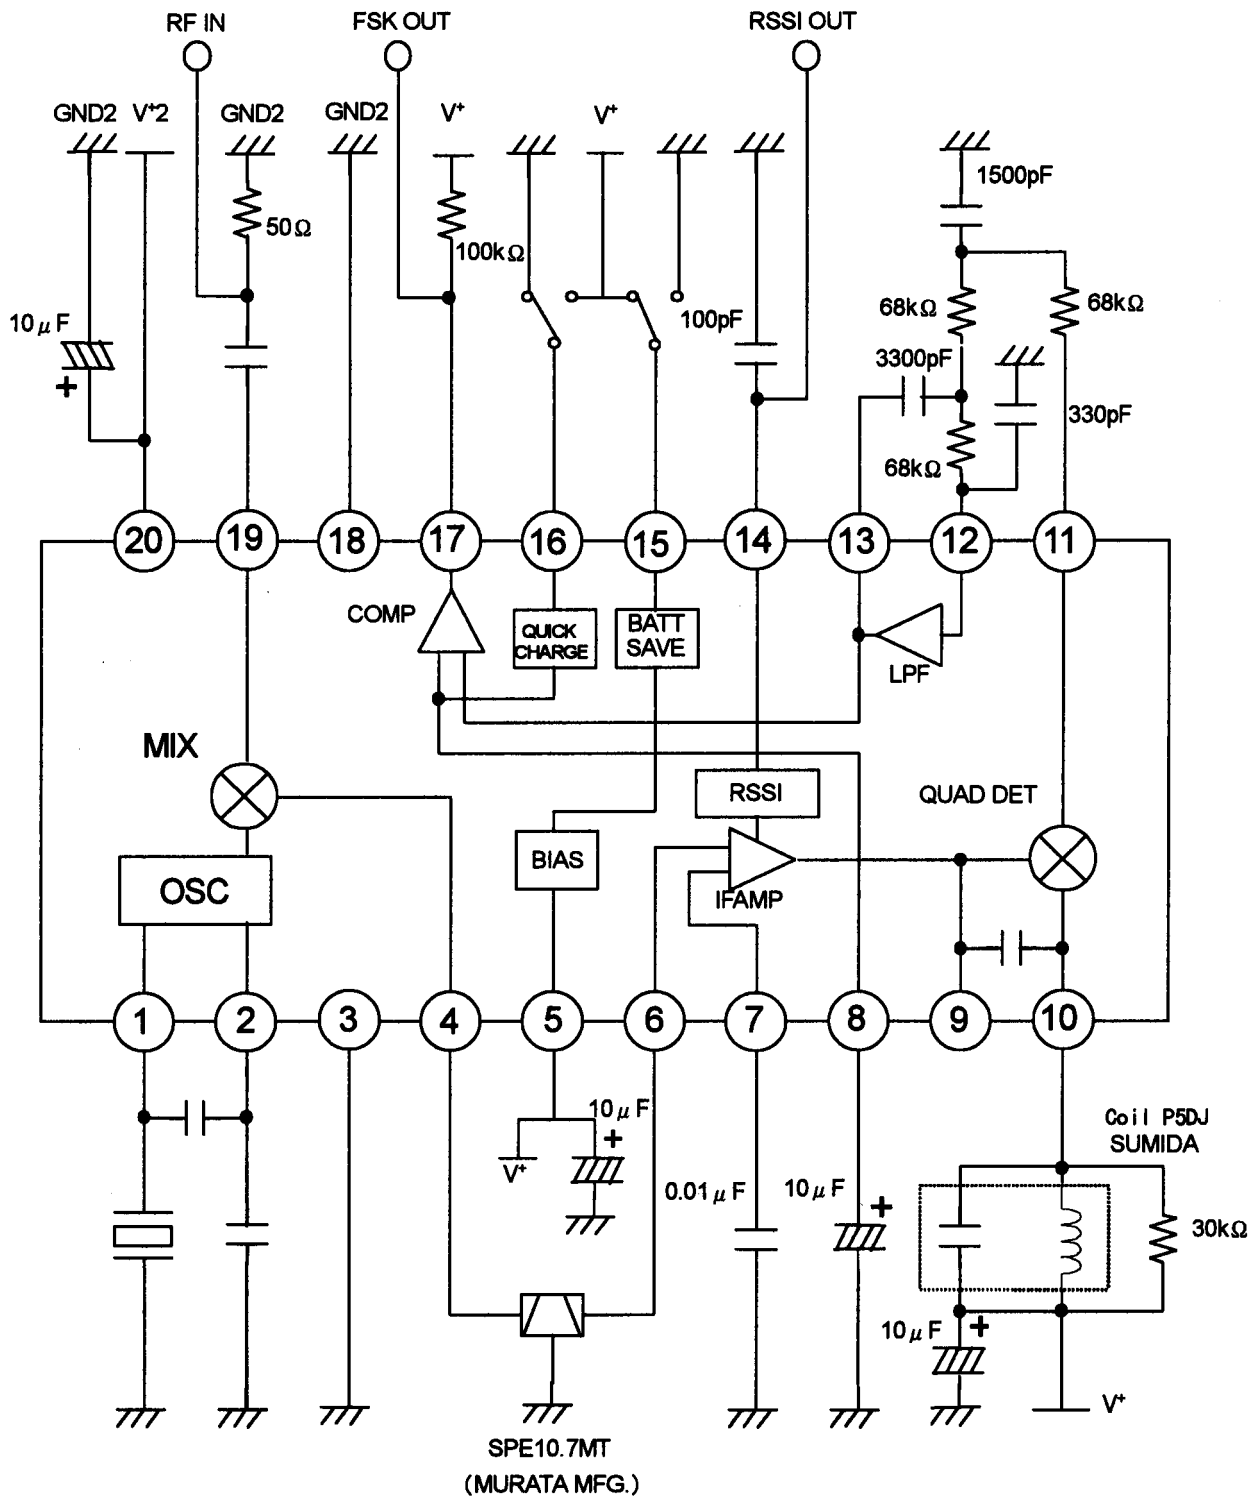 RF IN
FSK OUT
RSSI OUT
GND2
V+2
GND2
GND2
V+
V+
1500pF
50Ω
100kΩ
10μF
+
100pF
68kΩ
68kΩ
3300pF
330pF
68kΩ
20
19
18
17
16
15
14
13
12
11
COMP
QUICK
CHARGE
BATT
SAVE
LPF
MIX
RSSI
QUAD DET
BIAS
OSC
IFAMP
1
2
3
4
5
6
7
8
9
10
10μF
+
V+
0.01μF
10μF
+
Coil P5DJ
SUMIDA
30kΩ
10μF
+
V+
SPE10.7MT
(MURATA MFG.)